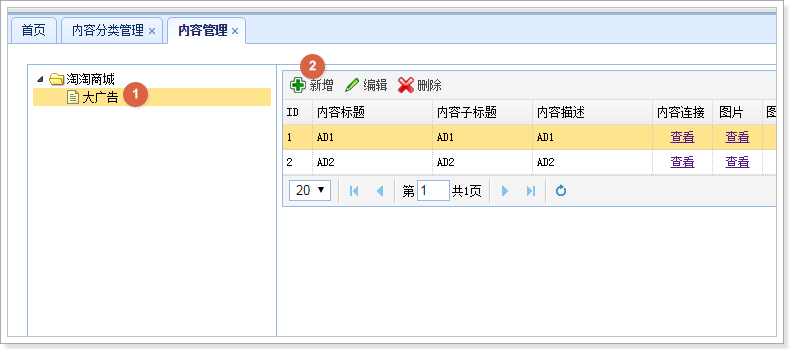 首页 内容分类管理 × 内容管理 ×
淘淘商城
大广告 1
2
新增 编辑 删除
ID 内容标题 内容子标题 内容描述 内容连接 图片
1 AD1 AD1 AD1 查看 查看
2 AD2 AD2 AD2 查看 查看
20 第 1 共1页